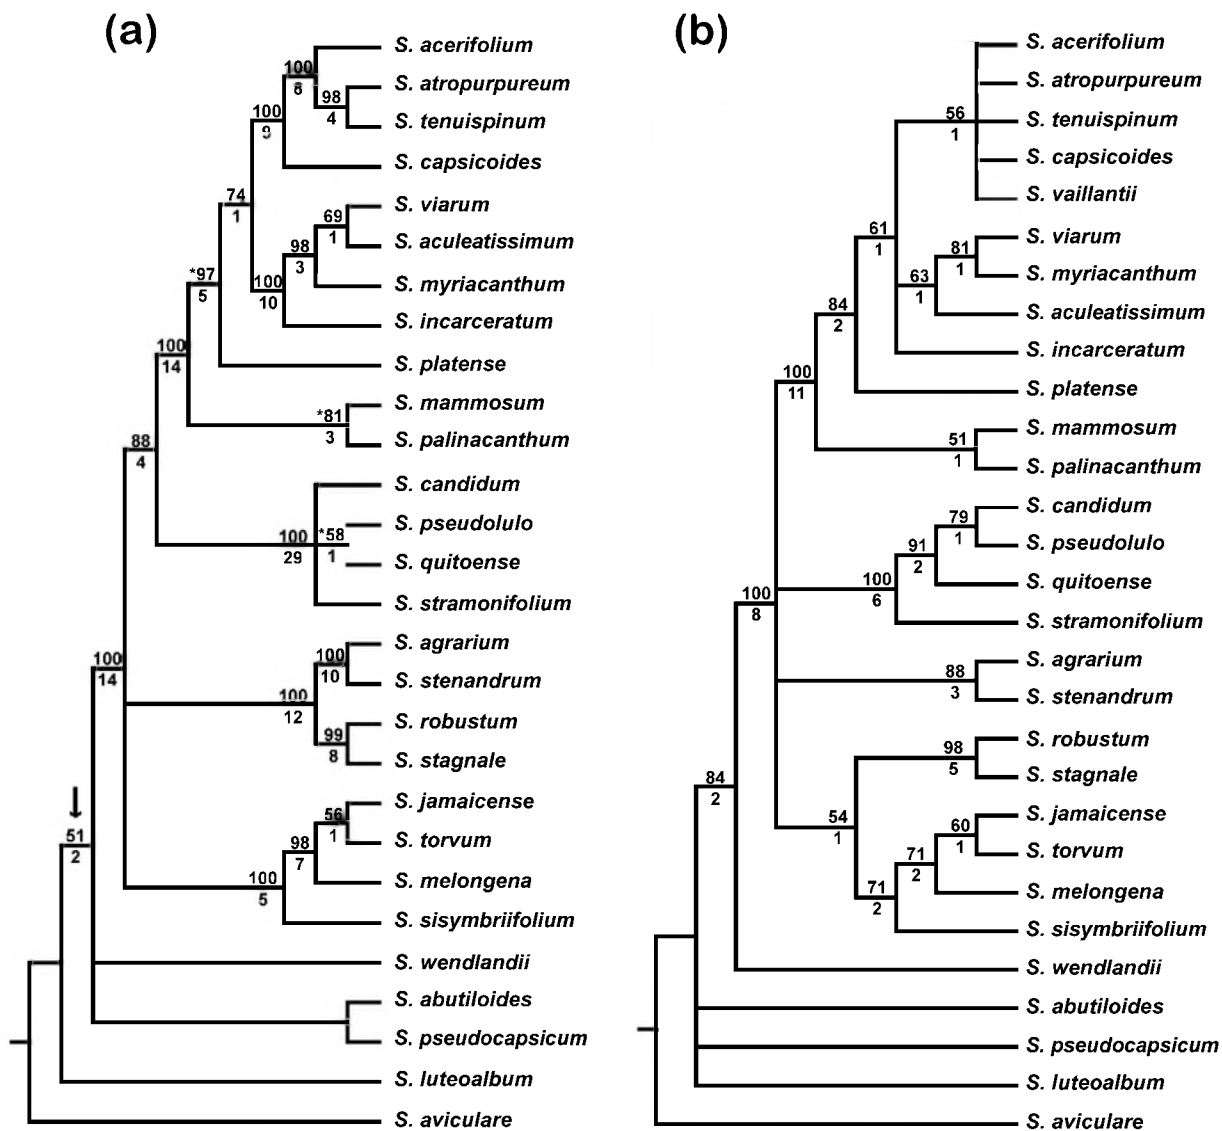 (a)
S. acerifolium
100
8
S. atropurpureum
98
4
S. tenuispinum
100
9
S. capsicoides
74
1
S. viarum
69
1
S. aculeatissimum
98
3
S. myriacanthum
100
10
S. incarceratum
*97
5
S. platense
100
14
S. mammosum
*81
3
S. palinacanthum
88
4
S. candidum
S. pseudolulo
100
29
*58
1
S. quitoense
S. stramonifolium
S. agrarium
100
10
S. stenandrum
100
14
100
12
S. robustum
99
8
S. stagnale
S. jamaicense
56
1
S. torvum
98
7
51
2
S. melongena
100
5
S. sisymbriifolium
S. wendlandii
S. abutiloides
S. pseudocapsicum
S. luteoalbum
S. aviculare
(b)
S. acerifolium
S. atropurpureum
56
1
S. tenuispinum
S. capsicoides
S. vaillantii
61
1
S. viarum
81
1
S. myriacanthum
63
1
S. aculeatissimum
84
2
S. incarceratum
100
11
S. platense
S. mammosum
51
1
S. palinacanthum
S. candidum
79
1
S. pseudolulo
91
2
S. quitoense
100
6
100
8
S. stramonifolium
S. agrarium
88
3
S. stenandrum
S. robustum
98
5
S. stagnale
84
2
54
1
S. jamaicense
60
1
S. torvum
71
2
S. melongena
71
2
S. sisymbriifolium
S. wendlandii
S. abutiloides
S. pseudocapsicum
S. luteoalbum
S. aviculare